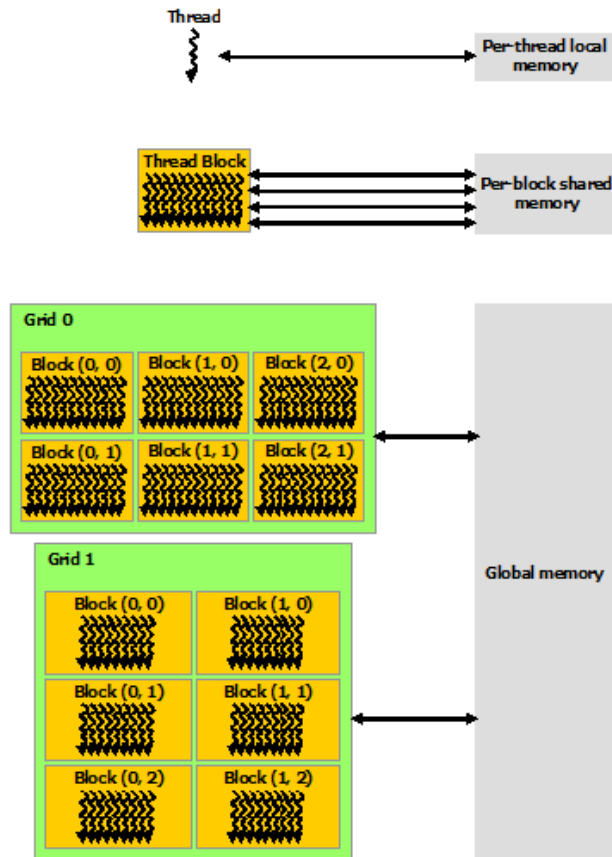 Thread
Per-thread local
memory
Thread Block
Per-block shared
memory
Grid 0
Block (0, 0)
Block (1, 0)
Block (2, 0)
Block (0, 1)
Block (1, 1)
Block (2, 1)
Global memory
Grid 1
Block (0, 0)
Block (1, 0)
Block (0, 1)
Block (1, 1)
Block (0, 2)
Block (1, 2)